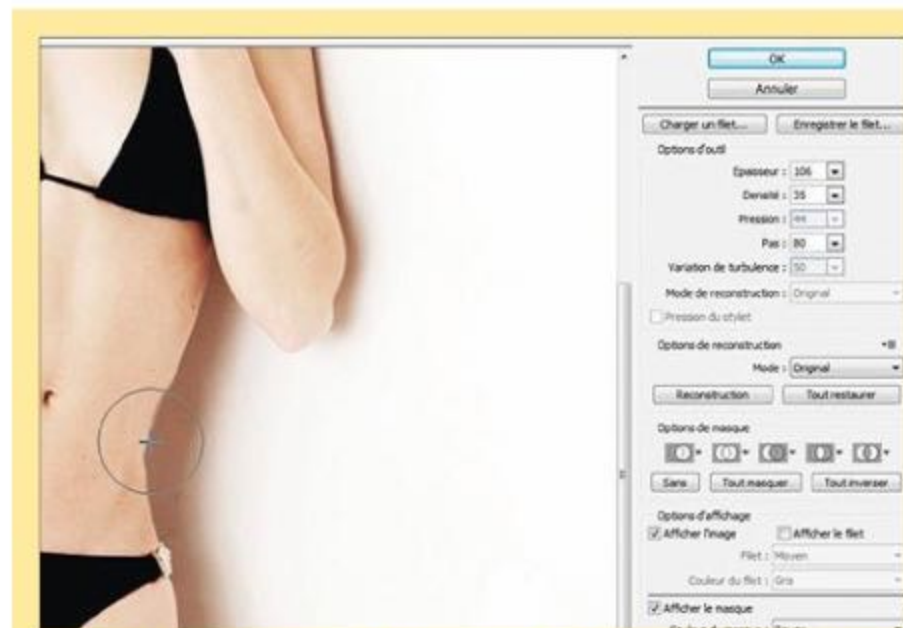 OK
Annuler
Charger un filet... Enregistrer le filet...
Options d'outil
Epaisseur : 106
Densité : 35
Pression : 44
Pas : 80
Variation de turbulence : 50
Mode de reconstruction : Original
Pression du stylet
Options de reconstruction
Mode : Original
Reconstruction Tout restaurer
Options de masque
Sans Tout masquer Tout inverser
Options d'affichage
Afficher l'image Afficher le filet
Filet : Moyen
Couleur du filet : Gris
Afficher le masque